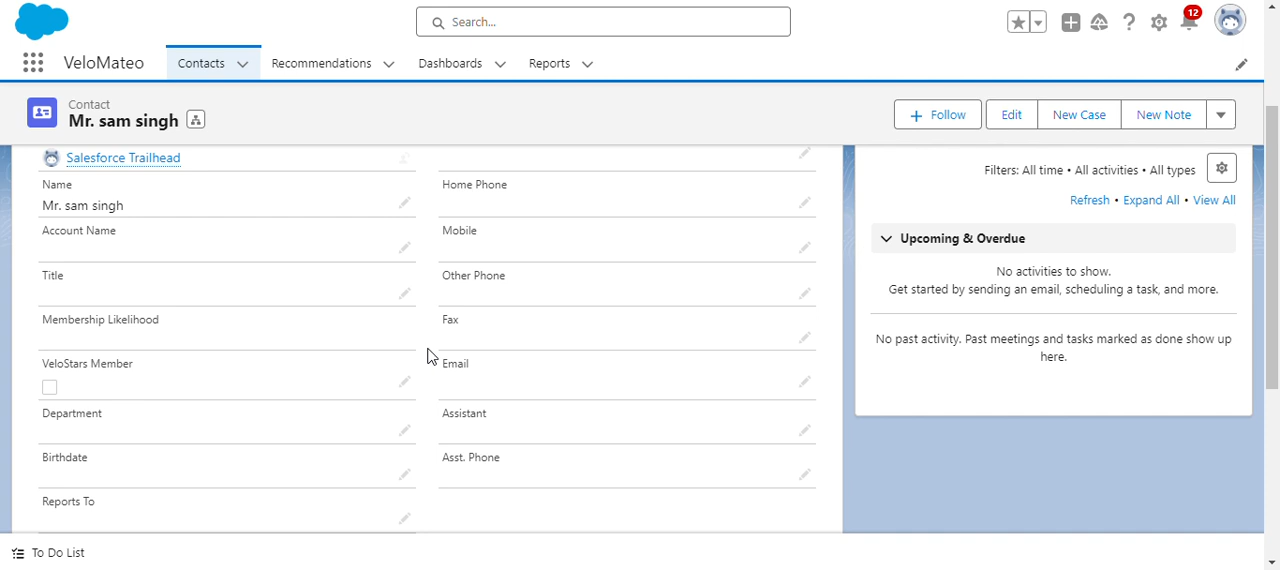 Search...
12
VeloMateo
Contacts
Recommendations
Dashboards
Reports
Contact
Mr. sam singh
Follow
Edit
New Case
New Note
Salesforce Trailhead
Name
Mr. sam singh
Home Phone
Account Name
Mobile
Title
Other Phone
Membership Likelihood
Fax
VeloStars Member
Email
Department
Assistant
Birthdate
Asst. Phone
Reports To
Filters: All time • All activities • All types
Refresh • Expand All • View All
Upcoming & Overdue
No activities to show.
Get started by sending an email, scheduling a task, and more.
No past activity. Past meetings and tasks marked as done show up
here.
To Do List